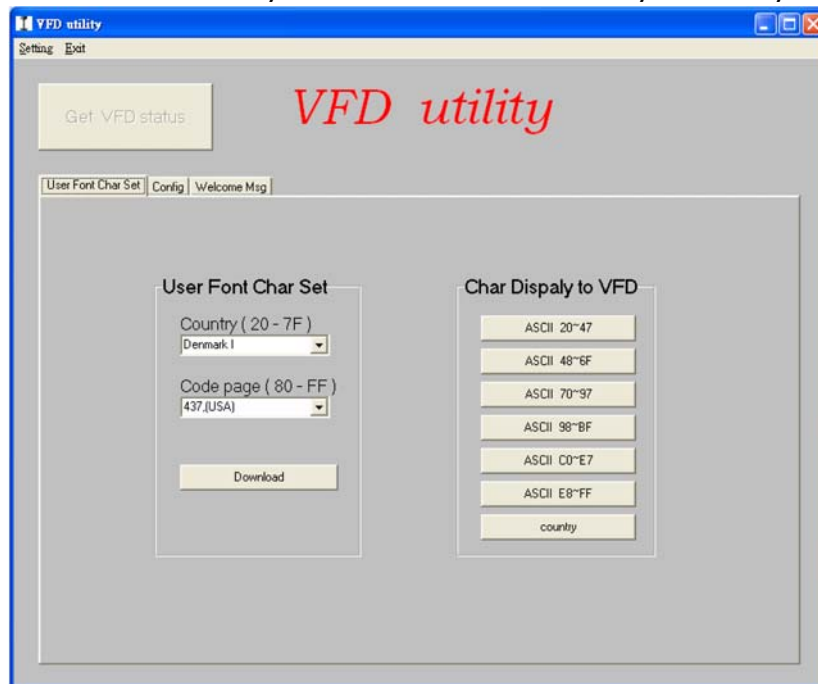 VFD utility
Setting Exit
Get VFD status
VFD utility
User Font Char Set Config Welcome Msg
User Font Char Set
Country ( 20 - 7F )
Denmark I
Code page ( 80 - FF )
437,(USA)
Download
Char Dispaly to VFD
ASCII 20~47
ASCII 48~6F
ASCII 70~97
ASCII 98~BF
ASCII C0~E7
ASCII E8~FF
country